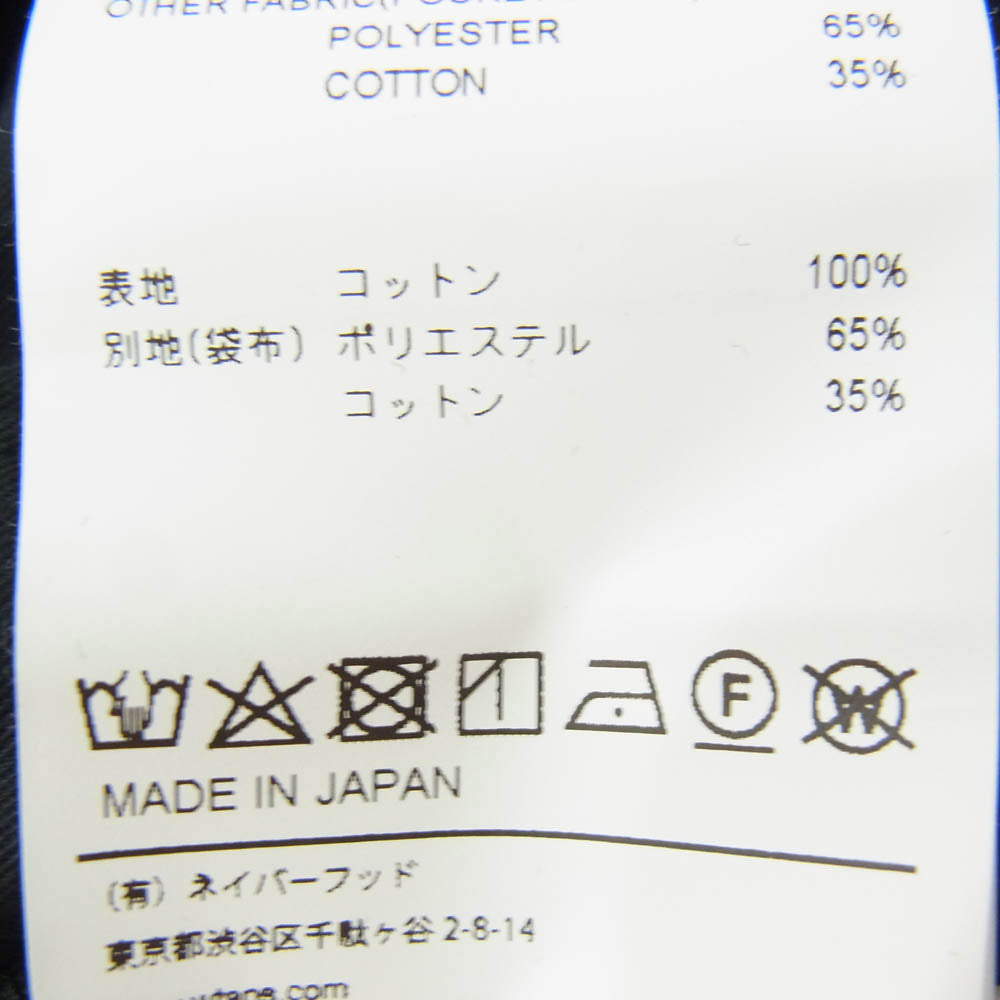 OTHER FABRIC
POLYESTER 65%
COTTON 35%
表地 コットン 100%
別地(袋布) ポリエステル 65%
コットン 35%
F W
MADE IN JAPAN
(有) ネイバーフッド
東京都渋谷区千駄ヶ谷 2-8-14